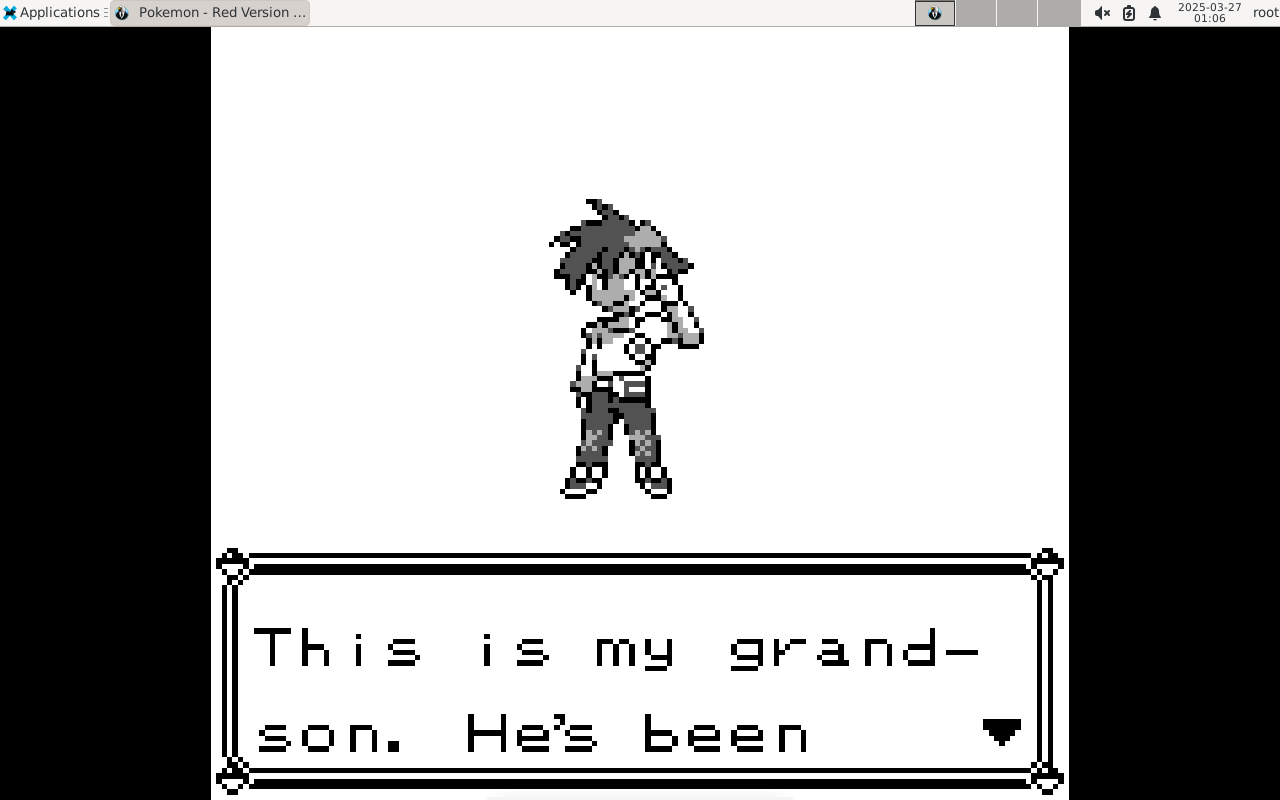 Applications
Pokemon - Red Version ...
2025-03-27
01:06
root
This is my grand-
son. He's been